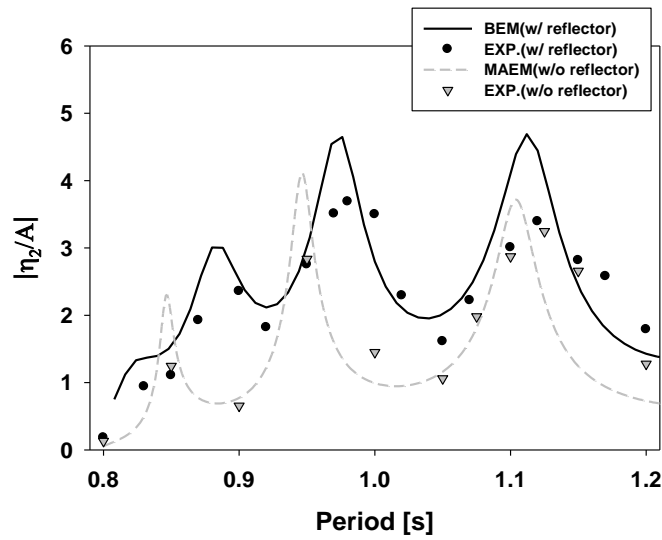 BEM(w/ reflector)
EXP.(w/ reflector)
MAEM(w/o reflector)
EXP.(w/o reflector)
6
5
4
3
2
1
0
|η₂/A|
0.8 0.9 1.0 1.1 1.2
Period [s]